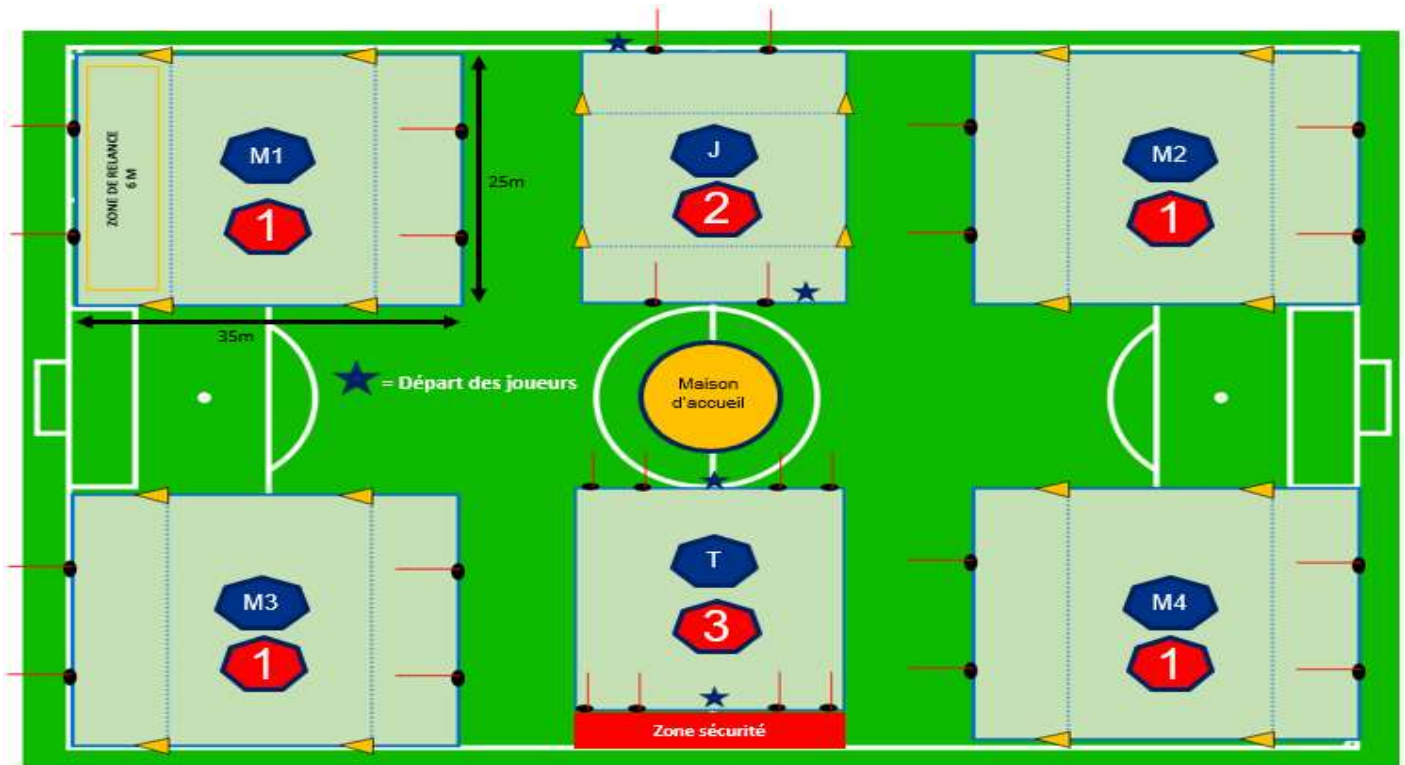 ZONE DE RELANCE
6 M
M1
1
25m
35m
J
2
M2
1
= Départ des joueurs
Maison
d'accueil
M3
1
T
3
Zone sécurité
M4
1